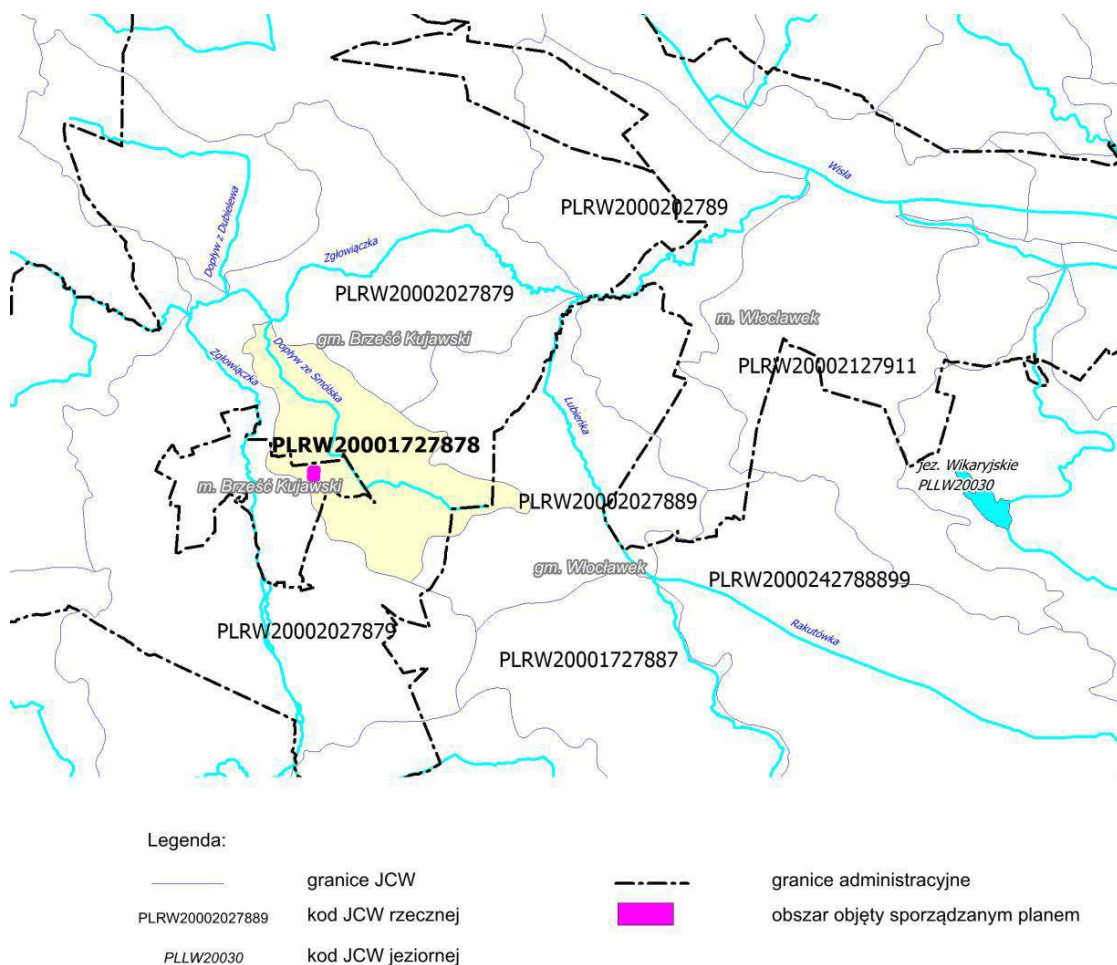 Wisła
PLRW2000202789
Dopływ z Dubielewa
Zgłowiączka
PLRW20002027879
m. Włocławek
gm. Brześć Kujawski
Dopływ ze Smólska
Zgłowiączka
PLRW20002127911
Lubieńka
PLRW20001727878
jez. Wikaryjskie
PLLW20030
m. Brześć Kujawski
PLRW20002027889
gm. Włocławek
PLRW2000242788899
PLRW20002027879
Rakutówka
PLRW20001727887
Legenda:
granice JCW
granice administracyjne
PLRW20002027889
kod JCW rzecznej
obszar objęty sporządzanym planem
PLLW20030
kod JCW jeziornej